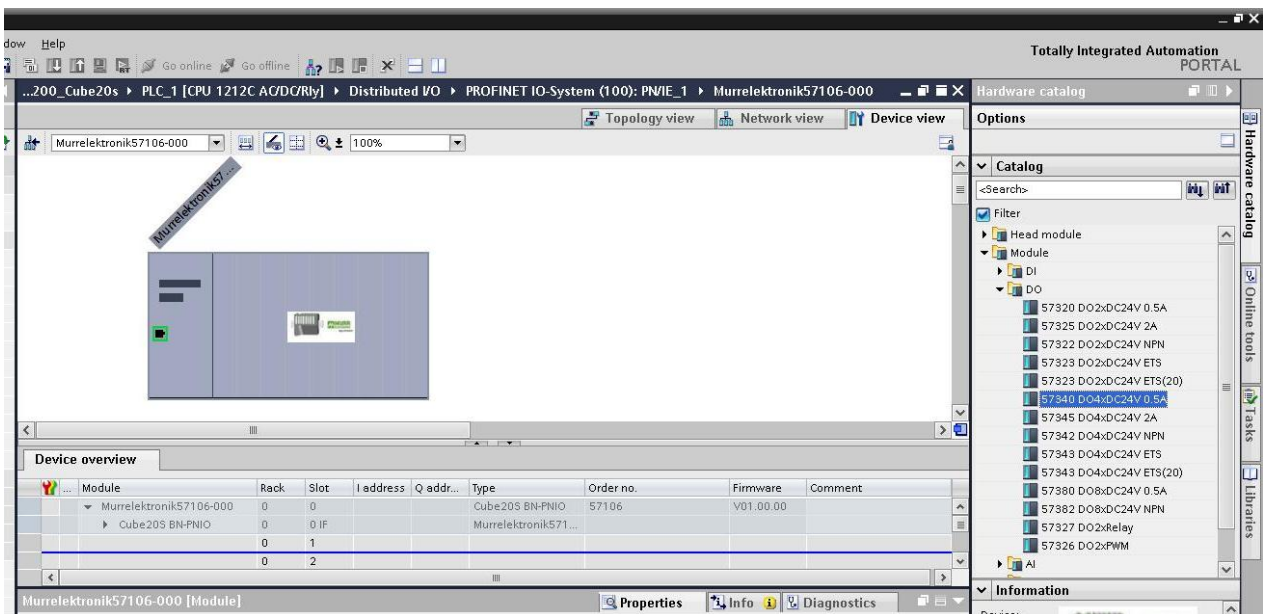 dow Help
Totally Integrated Automation
PORTAL
Go online Go offline
...200_Cube20s PLC_1 [CPU 1212C AC/DC/Rly] Distributed I/O PROFINET IO-System (100): PN/IE_1 Murrelektronik57106-000
Topology view Network view Device view
Murrelektronik57106-000 100%
Murrelektronik57...
Device overview
... Module Rack Slot I address Q addr... Type Order no. Firmware Comment
Murrelektronik57106-000 0 0 Cube20S BN-PNIO 57106 V01.00.00
Cube20S BN-PNIO 0 0 IF Murrelektronik571...
0 1
0 2
Murrelektronik57106-000 [Module] Properties Info Diagnostics
Hardware catalog
Options
Catalog
<Search>
Filter
Head module
Module
DI
DO
57320 DO2xDC24V 0.5A
57325 DO2xDC24V 2A
57322 DO2xDC24V NPN
57323 DO2xDC24V ETS
57323 DO2xDC24V ETS(20)
57340 DO4xDC24V 0.5A
57345 DO4xDC24V 2A
57342 DO4xDC24V NPN
57343 DO4xDC24V ETS
57343 DO4xDC24V ETS(20)
57380 DO8xDC24V 0.5A
57382 DO8xDC24V NPN
57327 DO2xRelay
57326 DO2xPWM
AI
Information
Hardware catalog
Online tools
Tasks
Libraries